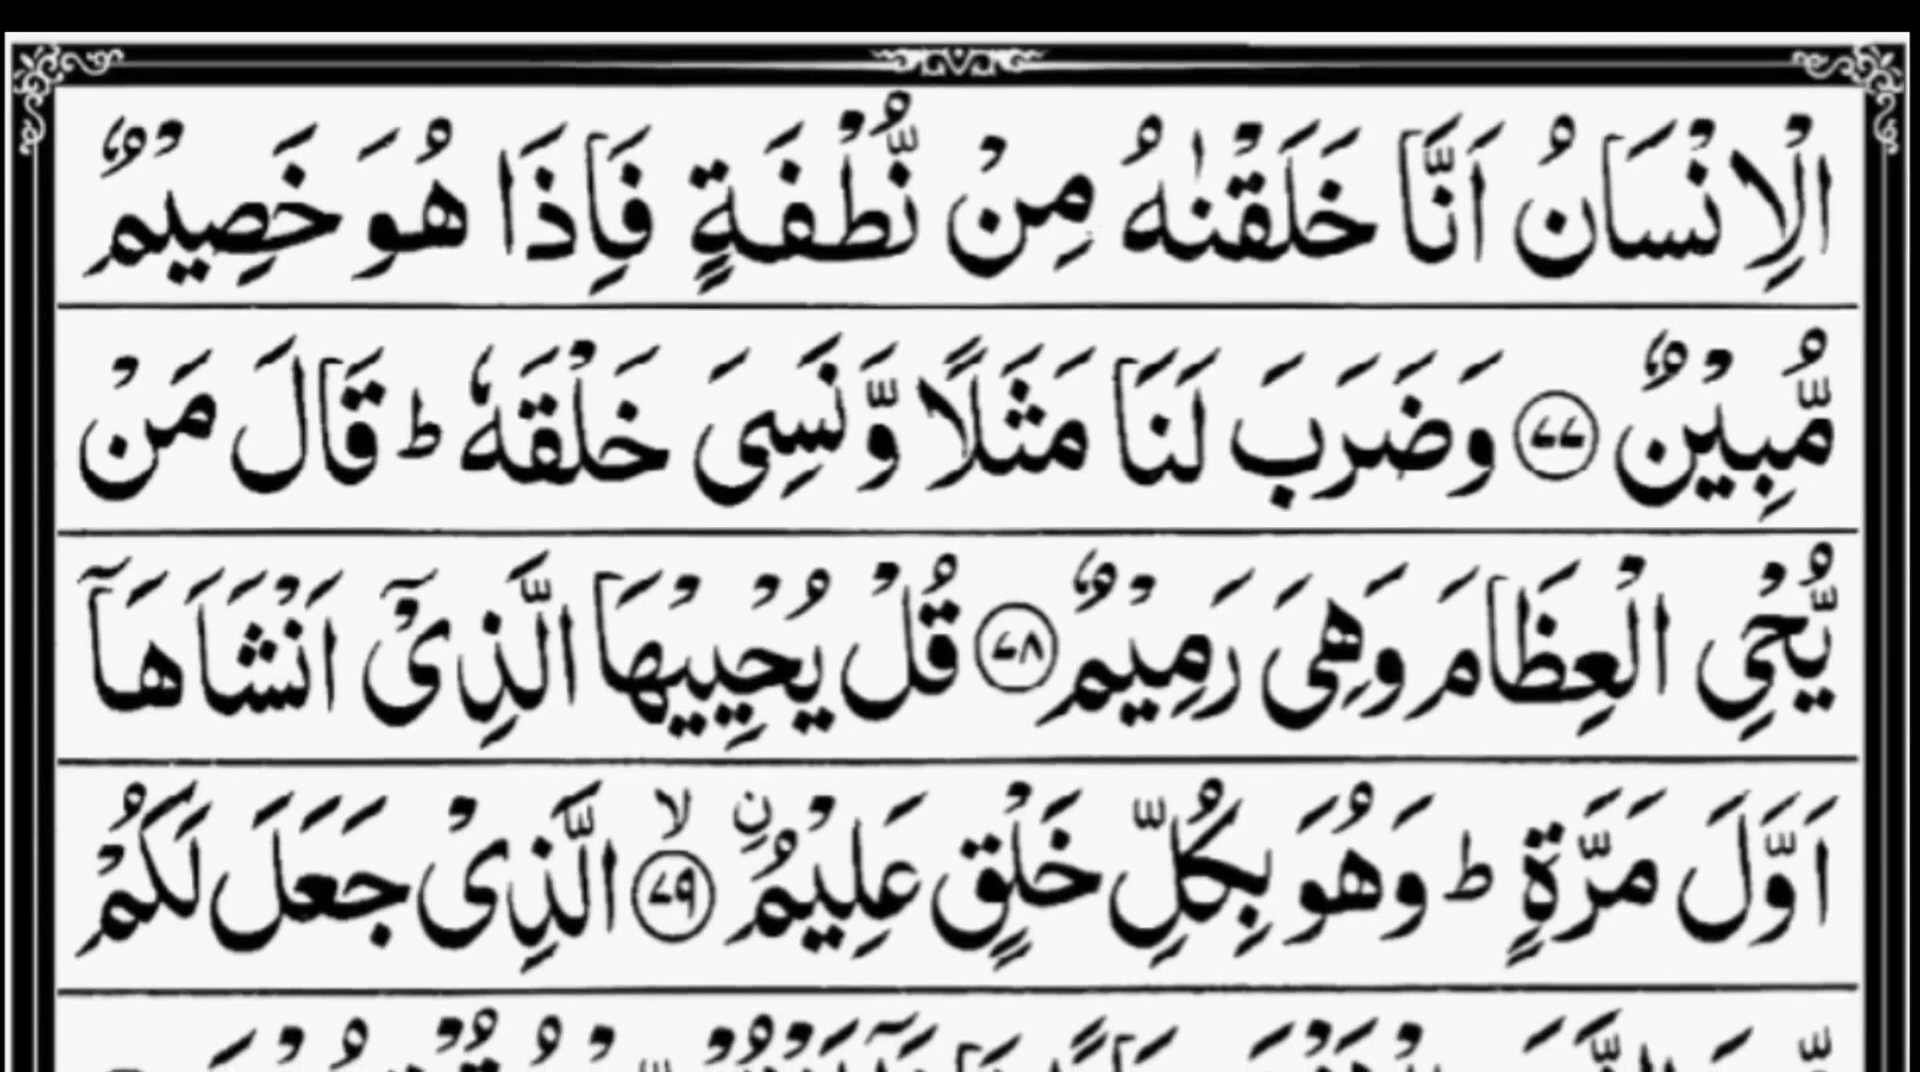 الْاِنْسَانُ اَنَّا خَلَقْنٰهُ مِنْ نُّطْفَةٍ فَاِذَا هُوَ خَصِيْمٌ
مُّبِيْنٌ ﴿۷۷﴾ وَضَرَبَ لَنَا مَثَلًا وَّنَسِىَ خَلْقَهٗ ؕ قَالَ مَنْ
يُّحْىِ الْعِظَامَ وَهِىَ رَمِيْمٌ ﴿۷۸﴾ قُلْ يُحْيِيْهَا الَّذِىْۤ اَنْشَاَهَاۤ
اَوَّلَ مَرَّةٍ ؕ وَهُوَ بِكُلِّ خَلْقٍ عَلِيْمُ ۨ ۙ ﴿۷۹﴾ الَّذِىْ جَعَلَ لَكُمْ